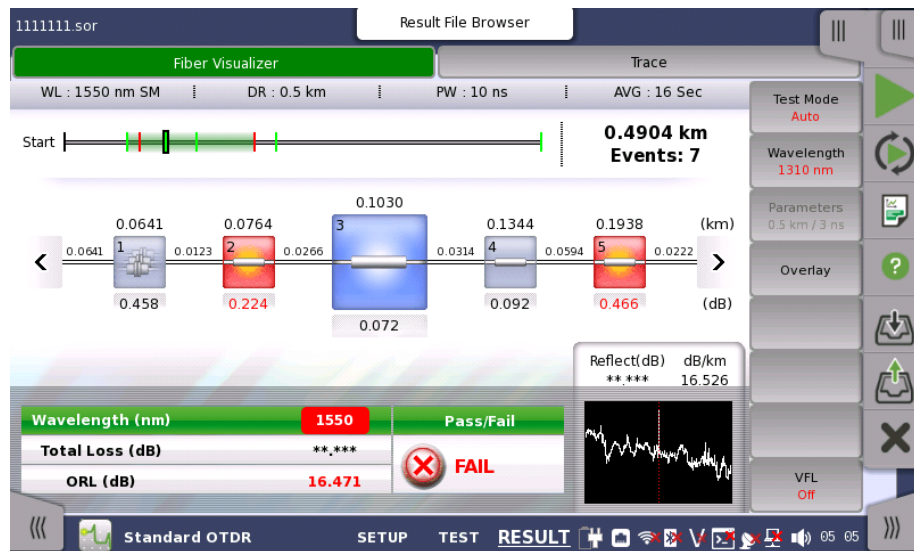 1111111.sor
Result File Browser
Fiber Visualizer
Trace
WL : 1550 nm SM
DR : 0.5 km
PW : 10 ns
AVG : 16 Sec
Start
0.4904 km
Events: 7
0.0641 0.0764 0.1030 0.1344 0.1938 (km)
0.0641 1 0.0123 2 0.0266 3 0.0314 4 0.0594 5 0.0222
0.458 0.224 0.072 0.092 0.466 (dB)
Reflect(dB) dB/km
**.*** 16.526
Wavelength (nm) 1550 Pass/Fail
Total Loss (dB) **.***
FAIL
ORL (dB) 16.471
Test Mode
Auto
Wavelength
1310 nm
Parameters
0.5 km / 3 ns
Overlay
VFL
Off
Standard OTDR
SETUP
TEST
RESULT
05 05